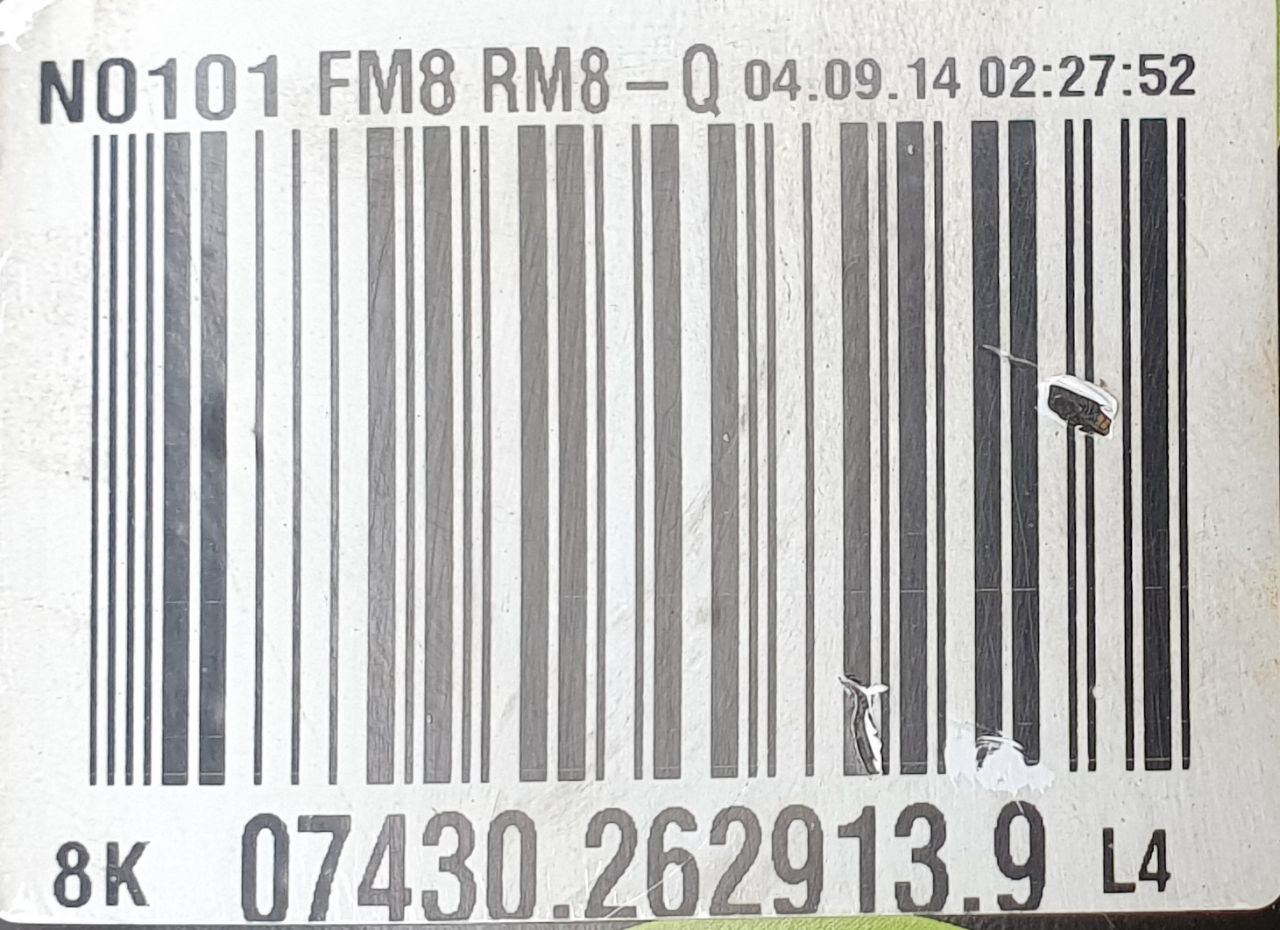 N0101 FM8 RM8-Q 04.09.14 02:27:52
8K 07430.262913.9 L4